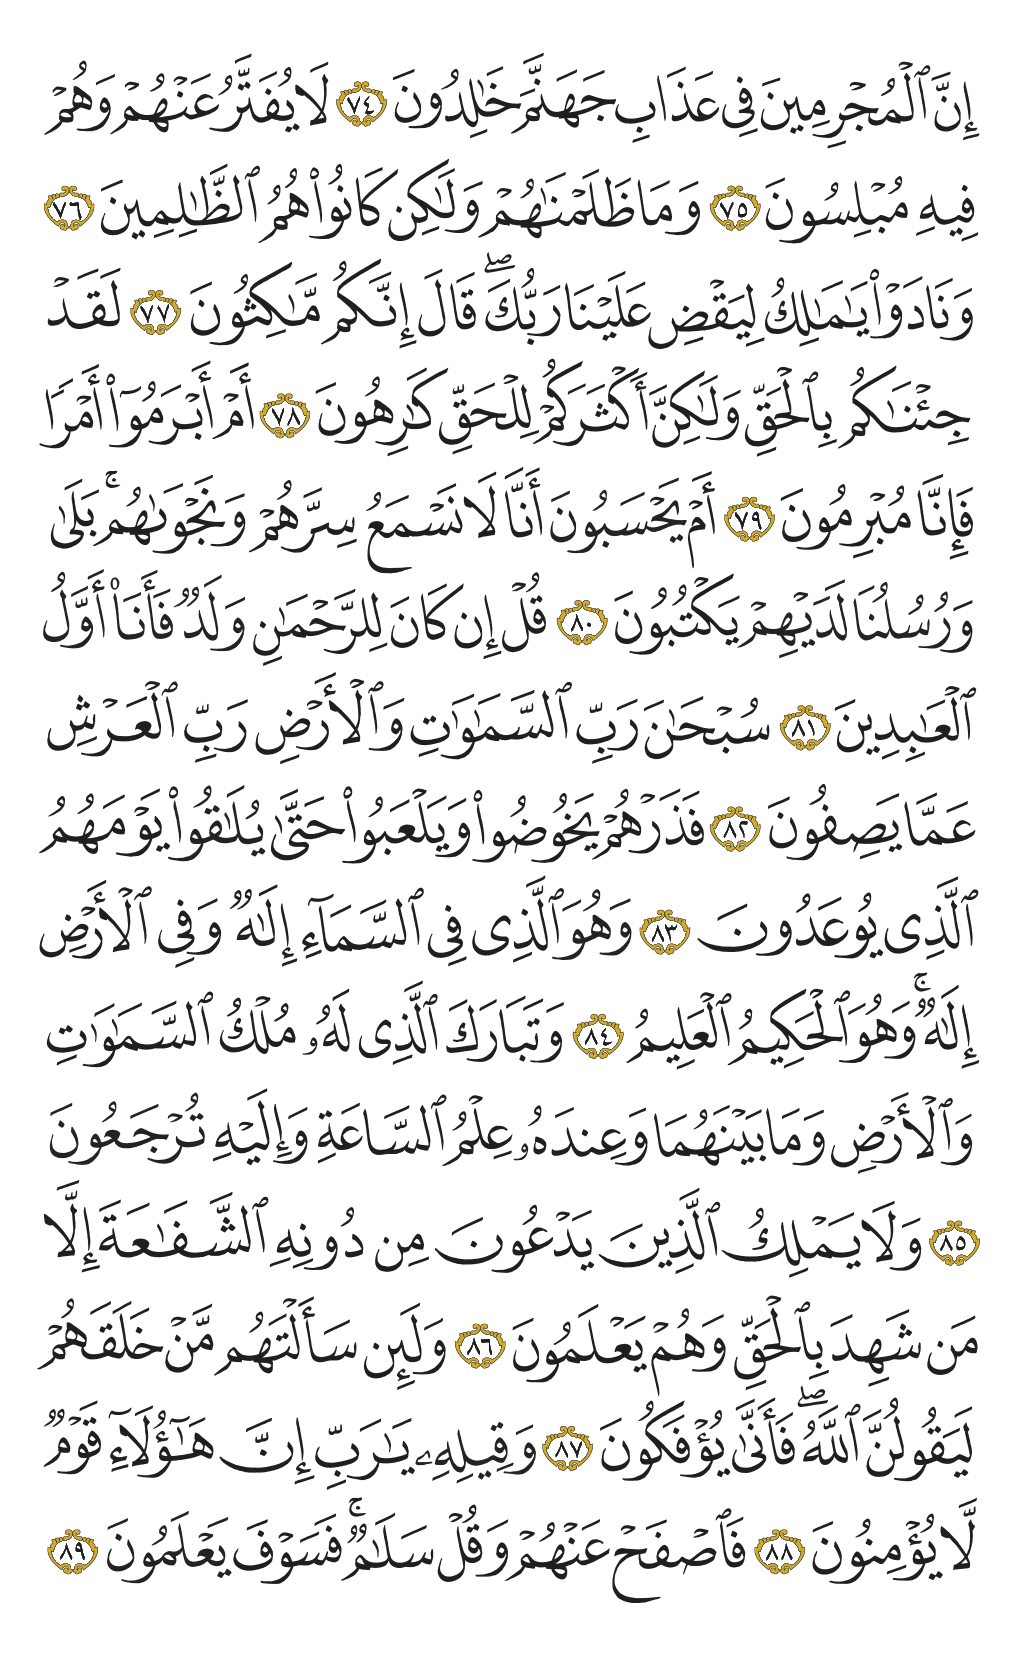 إِنَّ ٱلْمُجْرِمِينَ فِى عَذَابِ جَهَنَّمَ خَـٰلِدُونَ ٧٤ لَا يُفَتَّرُ عَنْهُمْ وَهُمْ
فِيهِ مُبْلِسُونَ ٧٥ وَمَا ظَلَمْنَـٰهُمْ وَلَـٰكِن كَانُوا۟ هُمُ ٱلظَّـٰلِمِينَ ٧٦
وَنَادَوْا۟ يَـٰمَـٰلِكُ لِيَقْضِ عَلَيْنَا رَبُّكَ ۖ قَالَ إِنَّكُم مَّـٰكِثُونَ ٧٧ لَقَدْ
جِئْنَـٰكُم بِٱلْحَقِّ وَلَـٰكِنَّ أَكْثَرَكُمْ لِلْحَقِّ كَـٰرِهُونَ ٧٨ أَمْ أَبْرَمُوٓا۟ أَمْرًا
فَإِنَّا مُبْرِمُونَ ٧٩ أَمْ يَحْسَبُونَ أَنَّا لَا نَسْمَعُ سِرَّهُمْ وَنَجْوَىٰهُم ۚ بَلَىٰ
وَرُسُلُنَا لَدَيْهِمْ يَكْتُبُونَ ٨٠ قُلْ إِن كَانَ لِلرَّحْمَـٰنِ وَلَدٌ فَأَنَا۠ أَوَّلُ
ٱلْعَـٰبِدِينَ ٨١ سُبْحَـٰنَ رَبِّ ٱلسَّمَـٰوَٰتِ وَٱلْأَرْضِ رَبِّ ٱلْعَرْشِ
عَمَّا يَصِفُونَ ٨٢ فَذَرْهُمْ يَخُوضُوا۟ وَيَلْعَبُوا۟ حَتَّىٰ يُلَـٰقُوا۟ يَوْمَهُمُ
ٱلَّذِى يُوعَدُونَ ٨٣ وَهُوَ ٱلَّذِى فِى ٱلسَّمَآءِ إِلَـٰهٌ وَفِى ٱلْأَرْضِ
إِلَـٰهٌ ۚ وَهُوَ ٱلْحَكِيمُ ٱلْعَلِيمُ ٨٤ وَتَبَارَكَ ٱلَّذِى لَهُۥ مُلْكُ ٱلسَّمَـٰوَٰتِ
وَٱلْأَرْضِ وَمَا بَيْنَهُمَا وَعِندَهُۥ عِلْمُ ٱلسَّاعَةِ وَإِلَيْهِ تُرْجَعُونَ
٨٥ وَلَا يَمْلِكُ ٱلَّذِينَ يَدْعُونَ مِن دُونِهِ ٱلشَّفَـٰعَةَ إِلَّا
مَن شَهِدَ بِٱلْحَقِّ وَهُمْ يَعْلَمُونَ ٨٦ وَلَئِن سَأَلْتَهُم مَّنْ خَلَقَهُمْ
لَيَقُولُنَّ ٱللَّهُ ۖ فَأَنَّىٰ يُؤْفَكُونَ ٨٧ وَقِيلِهِۦ يَـٰرَبِّ إِنَّ هَـٰٓؤُلَآءِ قَوْمٌ
لَّا يُؤْمِنُونَ ٨٨ فَٱصْفَحْ عَنْهُمْ وَقُلْ سَلَـٰمٌ ۚ فَسَوْفَ يَعْلَمُونَ ٨٩